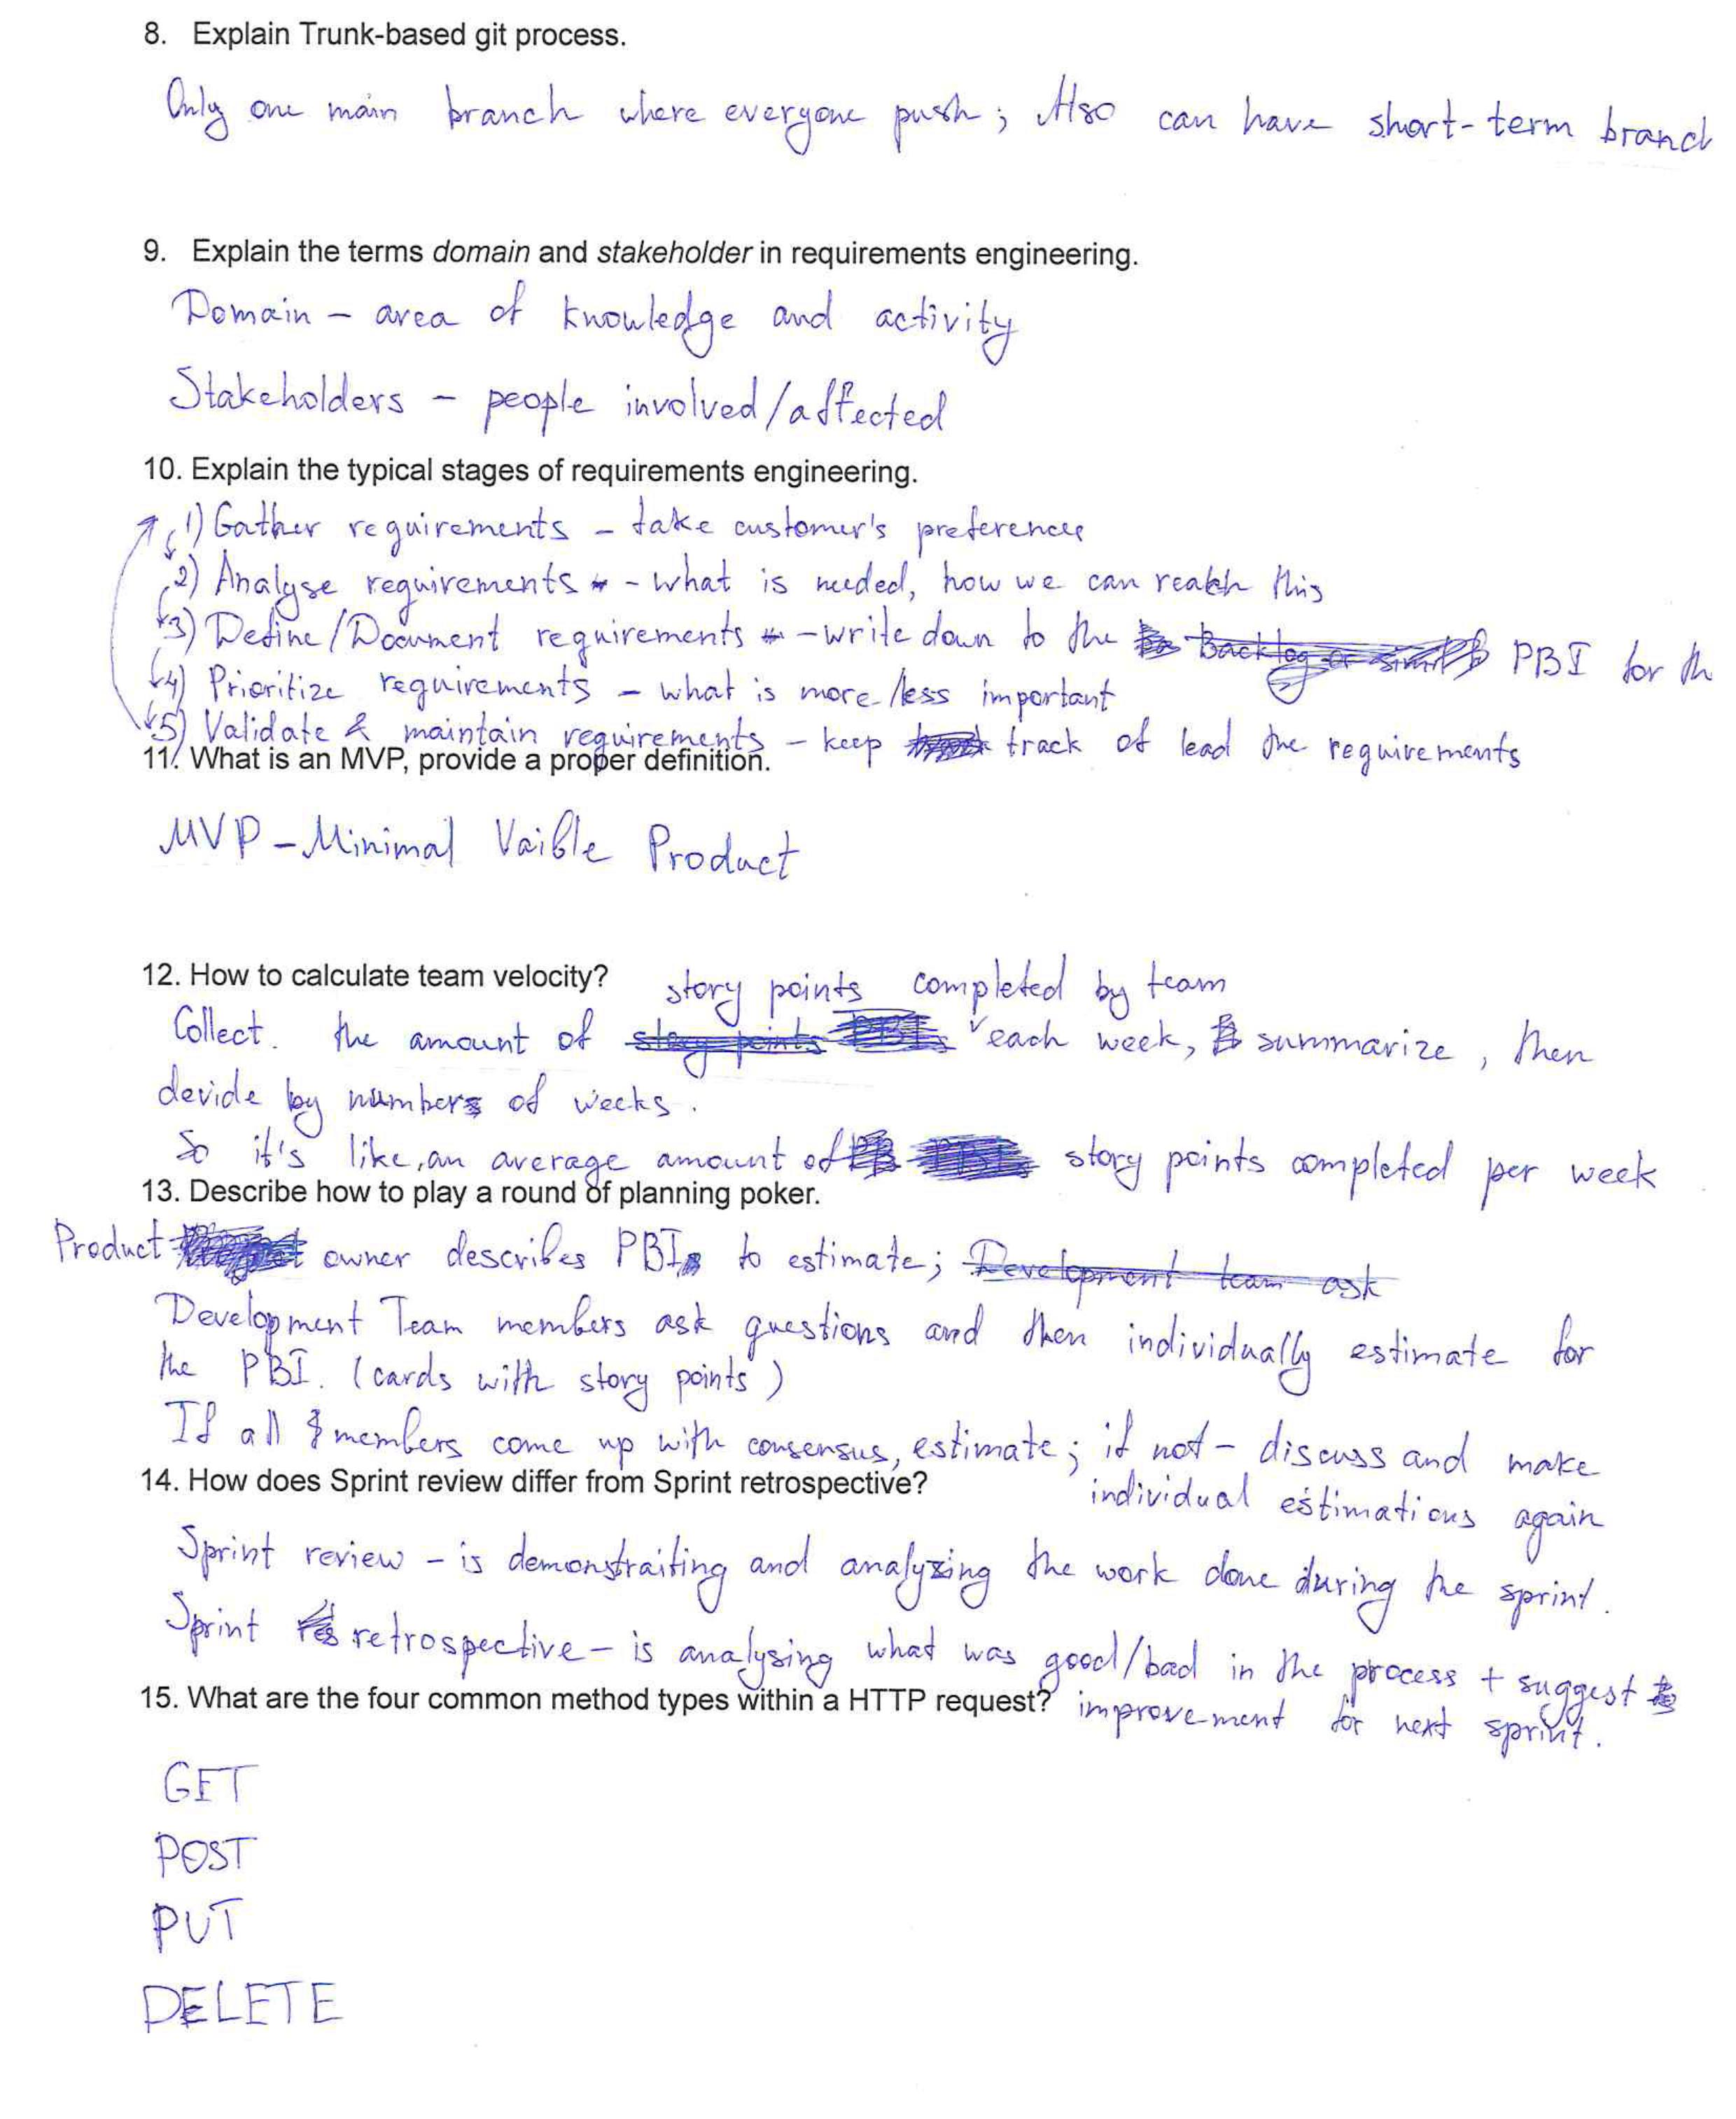 8. Explain Trunk-based git process.
Only one main branch where everyone push; Also can have short-term branch
9. Explain the terms domain and stakeholder in requirements engineering.
Domain - area of knowledge and activity
Stakeholders - people involved/affected
10. Explain the typical stages of requirements engineering.
1) Gather requirements - take customer's preferences
2) Analyse requirements - what is needed, how we can reach this
3) Define/Document requirements - write down to the PBI for th
4) Prioritize requirements - what is more/less important
5) Validate & maintain requirements - keep track of lead the requirements
11. What is an MVP, provide a proper definition.
MVP - Minimal Vaible Product
12. How to calculate team velocity?
story points completed by team
Collect the amount of story points each week, summarize, then
devide by numbers of weeks.
So it's like, an average amount of story points completed per week
13. Describe how to play a round of planning poker.
Product owner describes PBI to estimate; Development team ask
Development Team members ask questions and then individually estimate for
the PBI. (cards with story points)
If all members come up with consensus, estimate; if not - discuss and make
14. How does Sprint review differ from Sprint retrospective?
individual estimations again
Sprint review - is demonstraiting and analyzing the work done during the sprint.
Sprint retrospective - is analysing what was good/bad in the process + suggest
15. What are the four common method types within a HTTP request?
improvement for next sprint.
GET
POST
PUT
DELETE